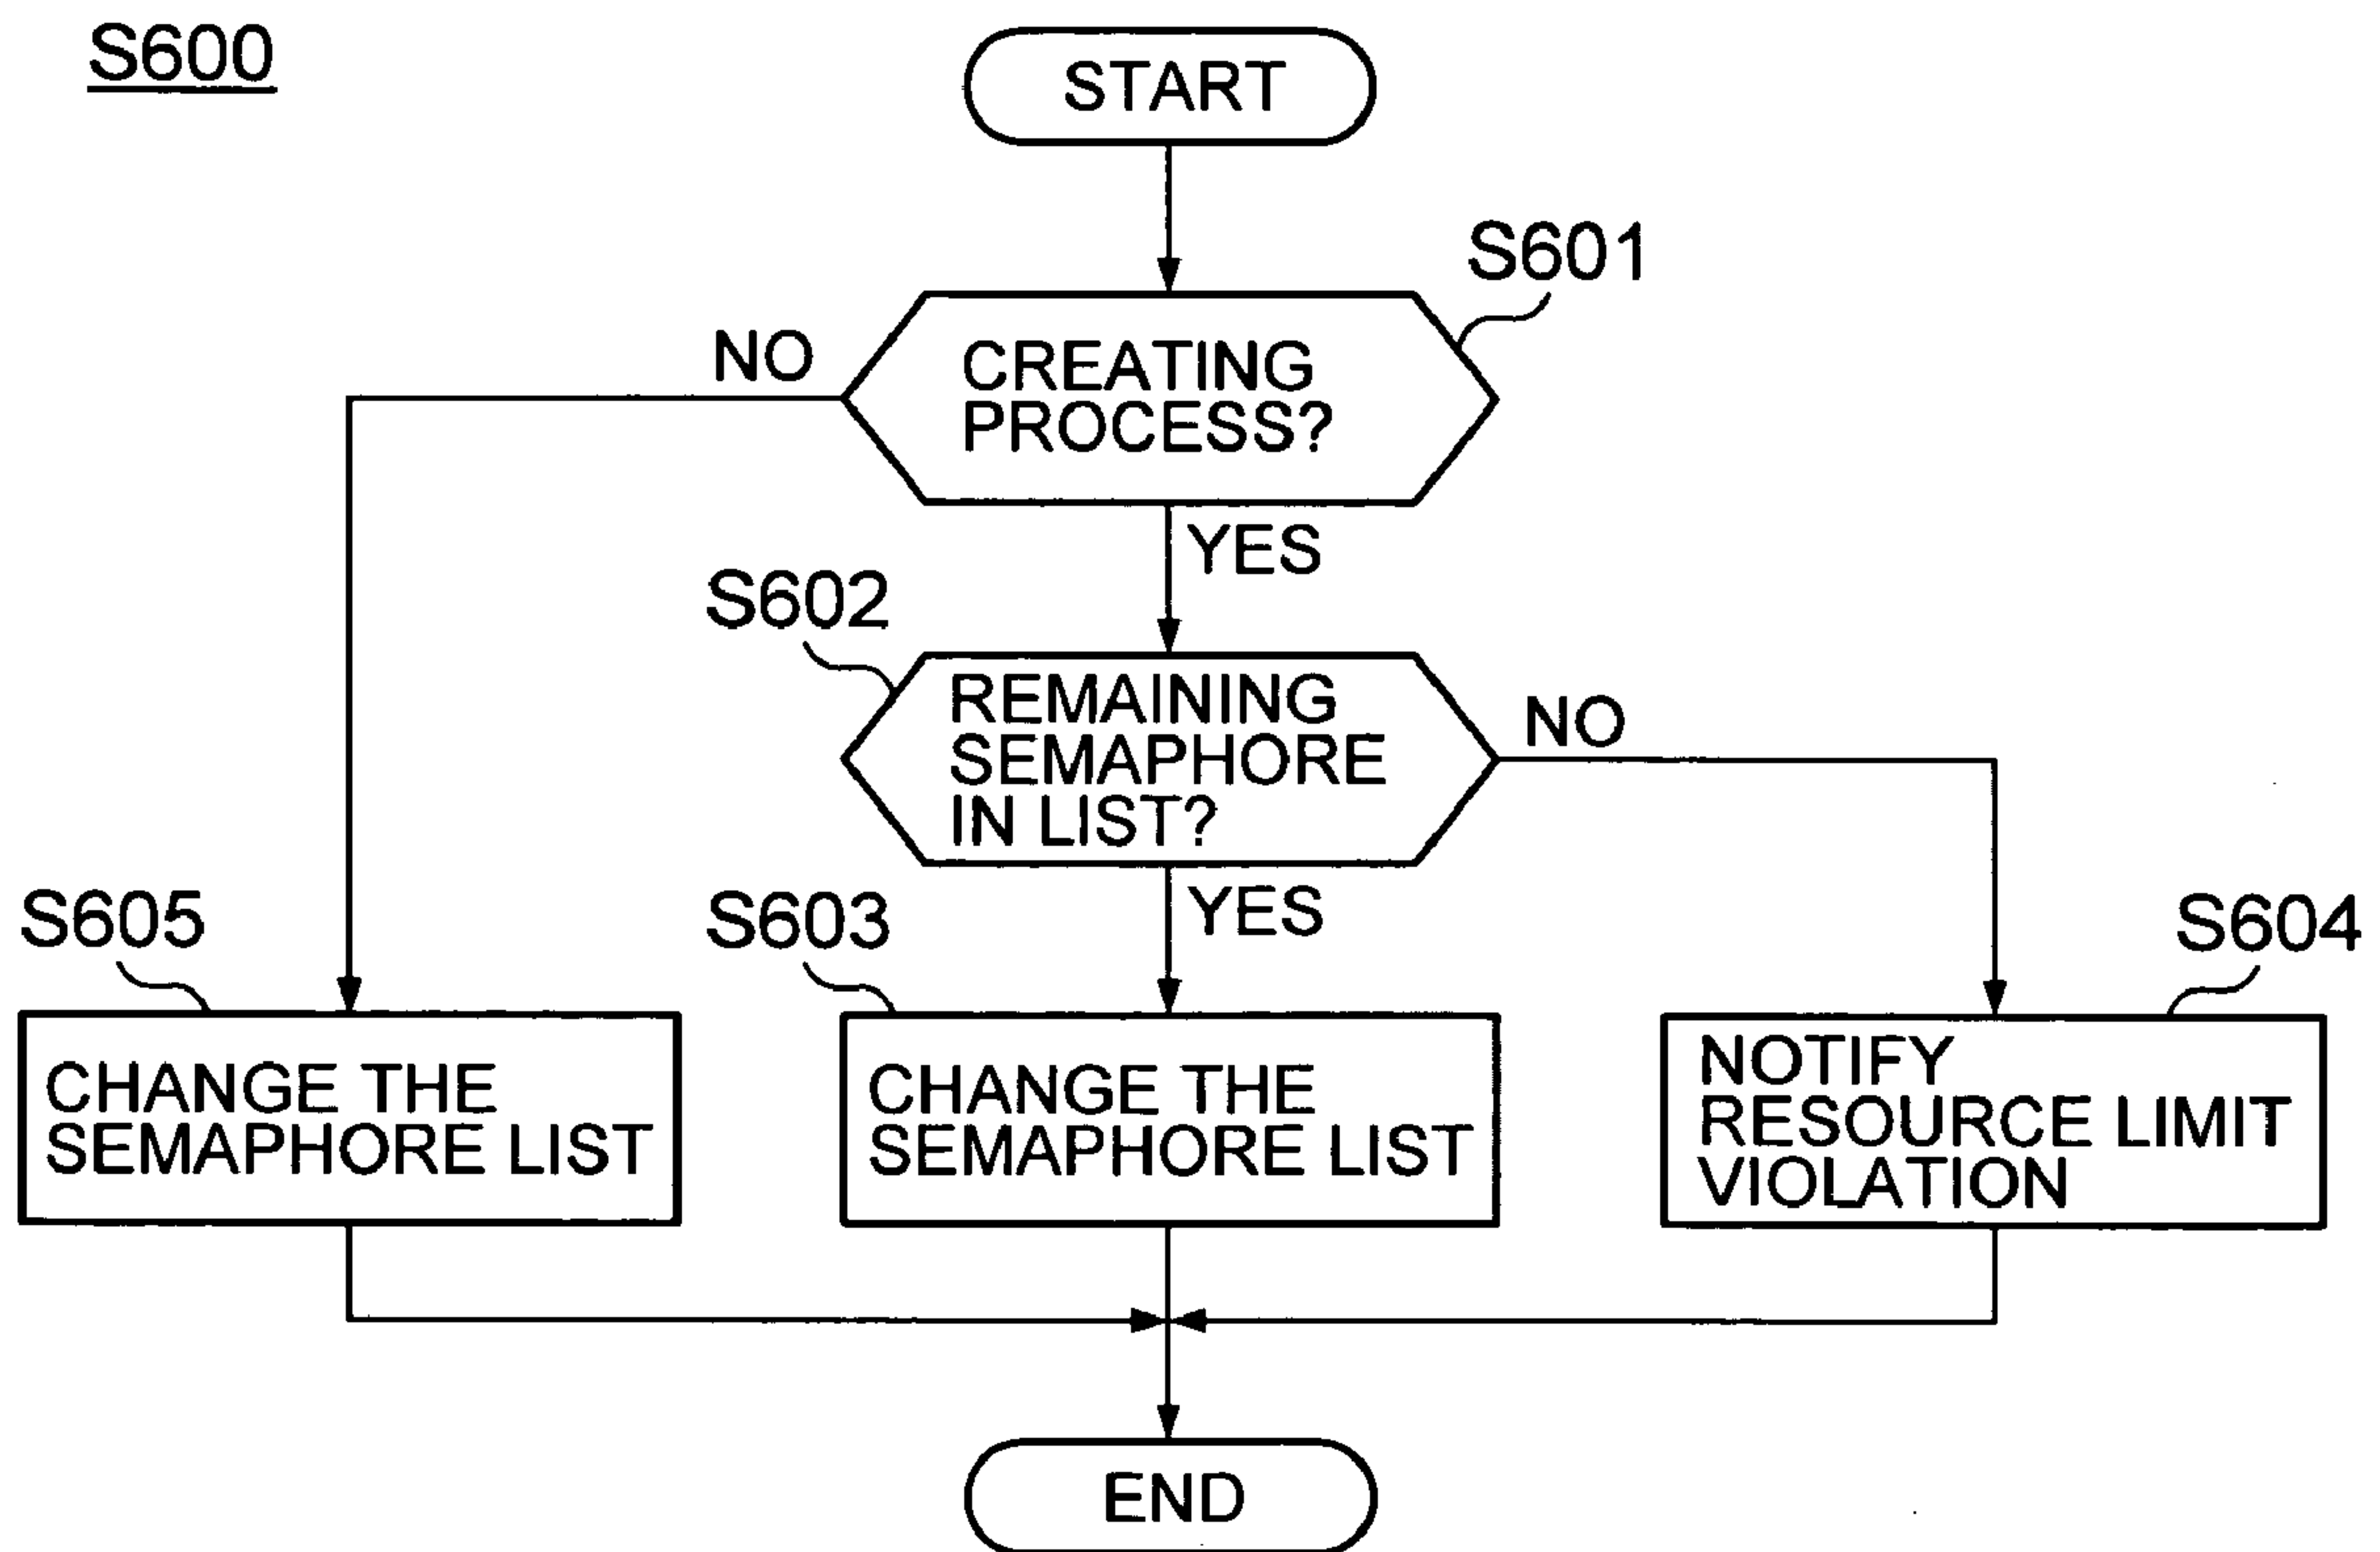 S600
START
S601
NO
CREATING
PROCESS?
YES
S602
REMAINING
SEMAPHORE
IN LIST?
NO
YES
S605
S603
S604
CHANGE THE
SEMAPHORE LIST
CHANGE THE
SEMAPHORE LIST
NOTIFY
RESOURCE LIMIT
VIOLATION
END